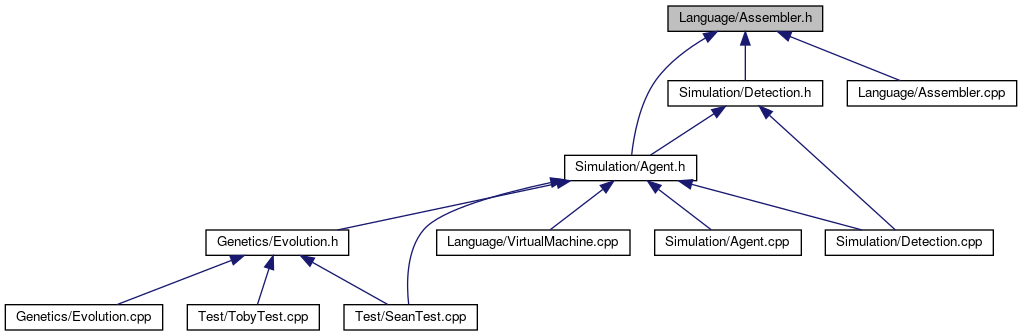 Language/Assembler.h
Simulation/Detection.h
Language/Assembler.cpp
Simulation/Agent.h
Genetics/Evolution.h
Language/VirtualMachine.cpp
Simulation/Agent.cpp
Simulation/Detection.cpp
Genetics/Evolution.cpp
Test/TobyTest.cpp
Test/SeanTest.cpp